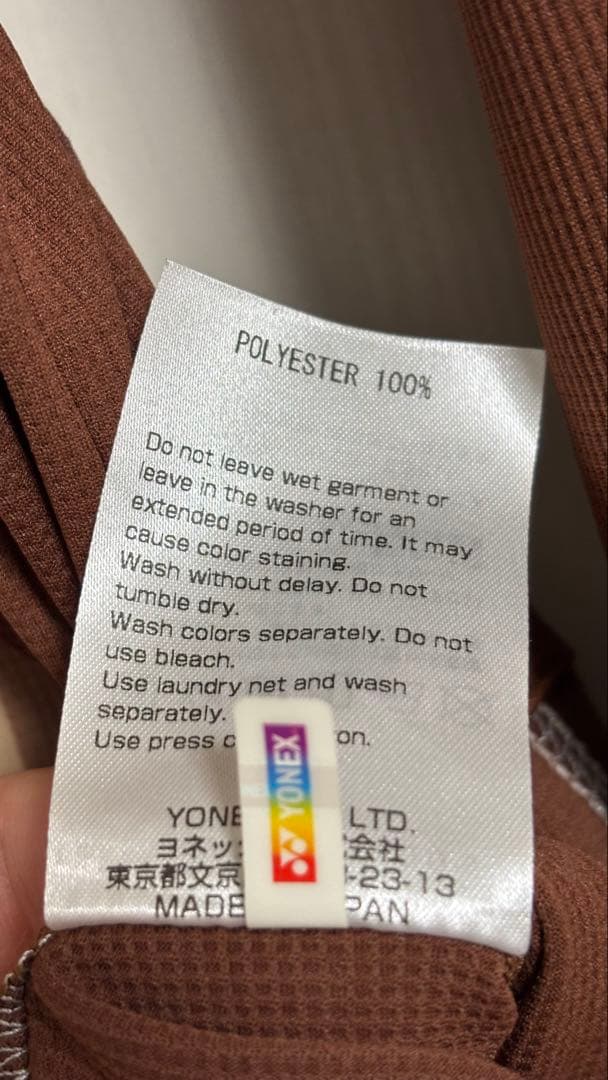 POLYESTER 100%
Do not leave wet garment or
leave in the washer for an
extended period of time. It may
cause color staining.
Wash without delay. Do not
tumble dry.
Wash colors separately. Do not
use bleach.
Use laundry net and wash
separately.
Use press on.
YONEX
YONE LTD.
ヨネッ 会社
東京都文京 -23-13
MADE PAN